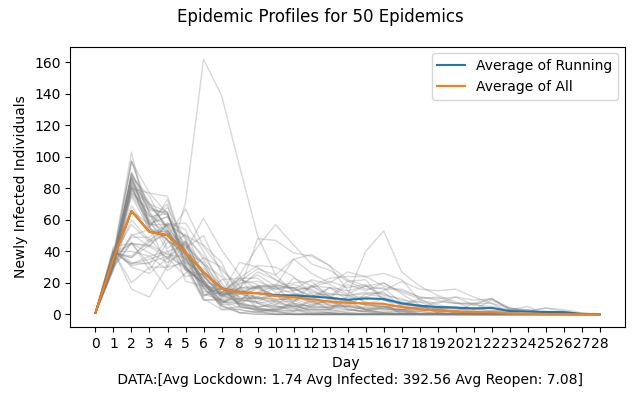 Epidemic Profiles for 50 Epidemics
Average of Running
Average of All
Newly Infected Individuals
160
140
120
100
80
60
40
20
0
0 1 2 3 4 5 6 7 8 9 10 11 12 13 14 15 16 17 18 19 20 21 22 23 24 25 26 27 28
Day
DATA:[Avg Lockdown: 1.74 Avg Infected: 392.56 Avg Reopen: 7.08]